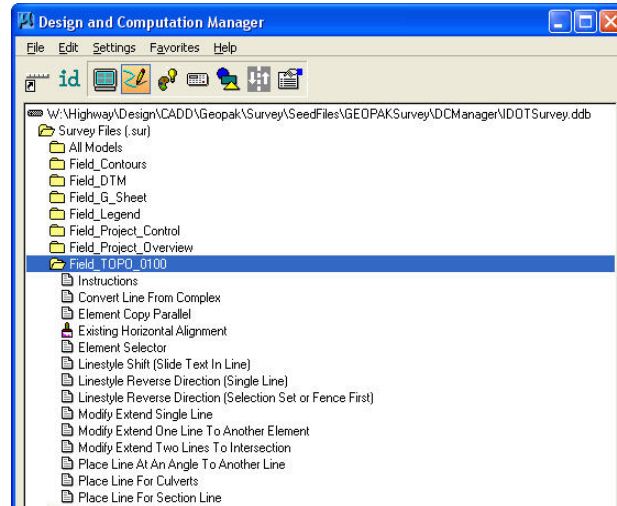 Design and Computation Manager
File Edit Settings Favorites Help
id
W:\Highway\Design\CADD\Geopak\Survey\SeedFiles\GEOPAKSurvey\DCManager\IDOTSurvey.ddb
Survey Files (.sur)
All Models
Field_Contours
Field_DTM
Field_G_Sheet
Field_Legend
Field_Project_Control
Field_Project_Overview
Field_TOPO_0100
Instructions
Convert Line From Complex
Element Copy Parallel
Existing Horizontal Alignment
Element Selector
Linestyle Shift (Slide Text In Line)
Linestyle Reverse Direction (Single Line)
Linestyle Reverse Direction (Selection Set or Fence First)
Modify Extend Single Line
Modify Extend One Line To Another Element
Modify Extend Two Lines To Intersection
Place Line At An Angle To Another Line
Place Line For Culverts
Place Line For Section Line